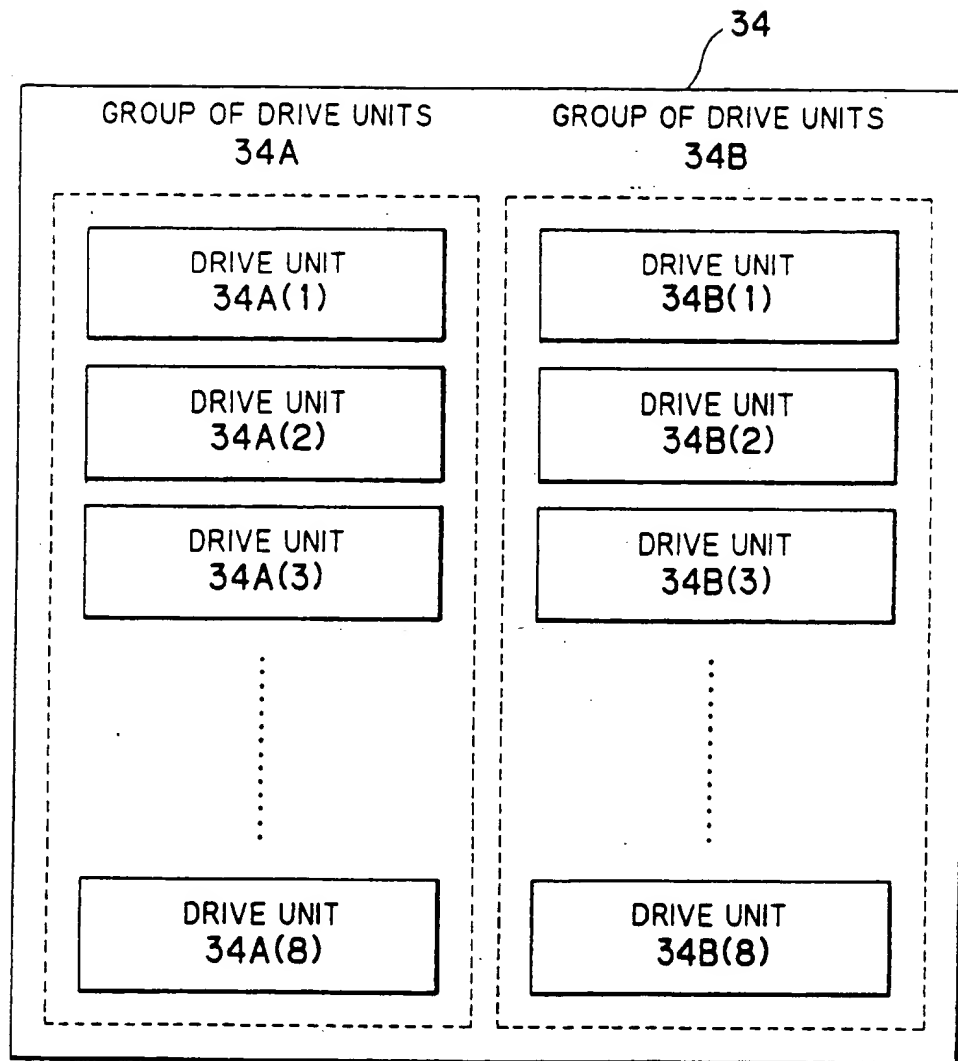 34
GROUP OF DRIVE UNITS
34A
DRIVE UNIT
34A(1)
DRIVE UNIT
34A(2)
DRIVE UNIT
34A(3)
DRIVE UNIT
34A(8)
GROUP OF DRIVE UNITS
34B
DRIVE UNIT
34B(1)
DRIVE UNIT
34B(2)
DRIVE UNIT
34B(3)
DRIVE UNIT
34B(8)